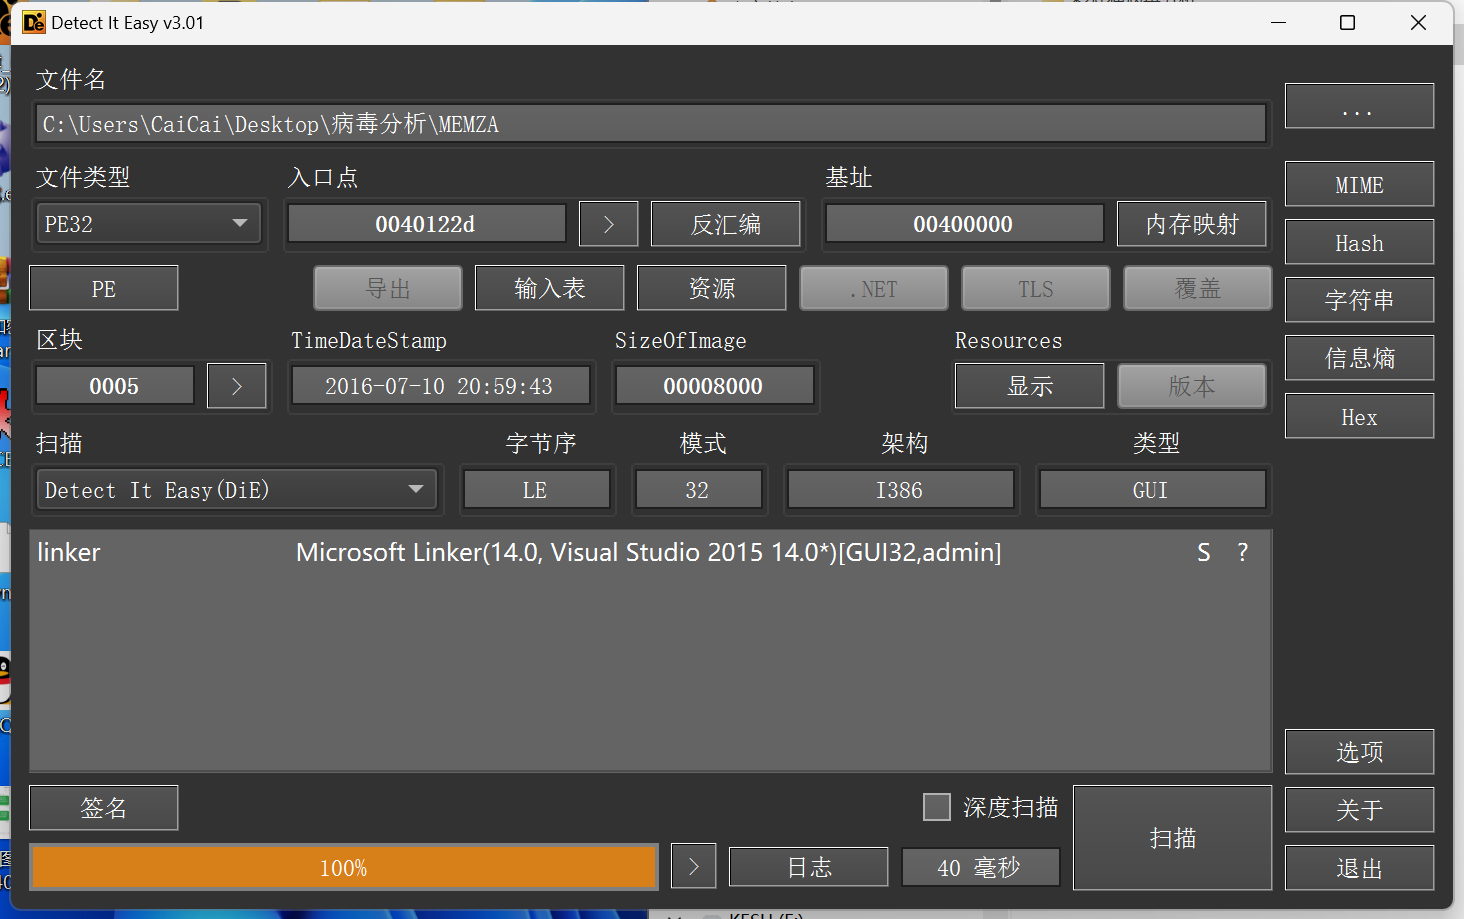 Detect It Easy v3.01
文件名
C:\Users\CaiCai\Desktop\病毒分析\MEMZA
...
文件类型 入口点 基址
MIME
PE32 0040122d > 反汇编 00400000 内存映射
Hash
PE 导出 输入表 资源 .NET TLS 覆盖
字符串
区块 TimeDateStamp SizeOfImage Resources
信息熵
0005 > 2016-07-10 20:59:43 00008000 显示 版本
Hex
扫描 字节序 模式 架构 类型
Detect It Easy(DiE) LE 32 I386 GUI
linker Microsoft Linker(14.0, Visual Studio 2015 14.0*)[GUI32,admin] S ?
选项
签名 深度扫描 扫描
关于
100% > 日志 40 毫秒
退出